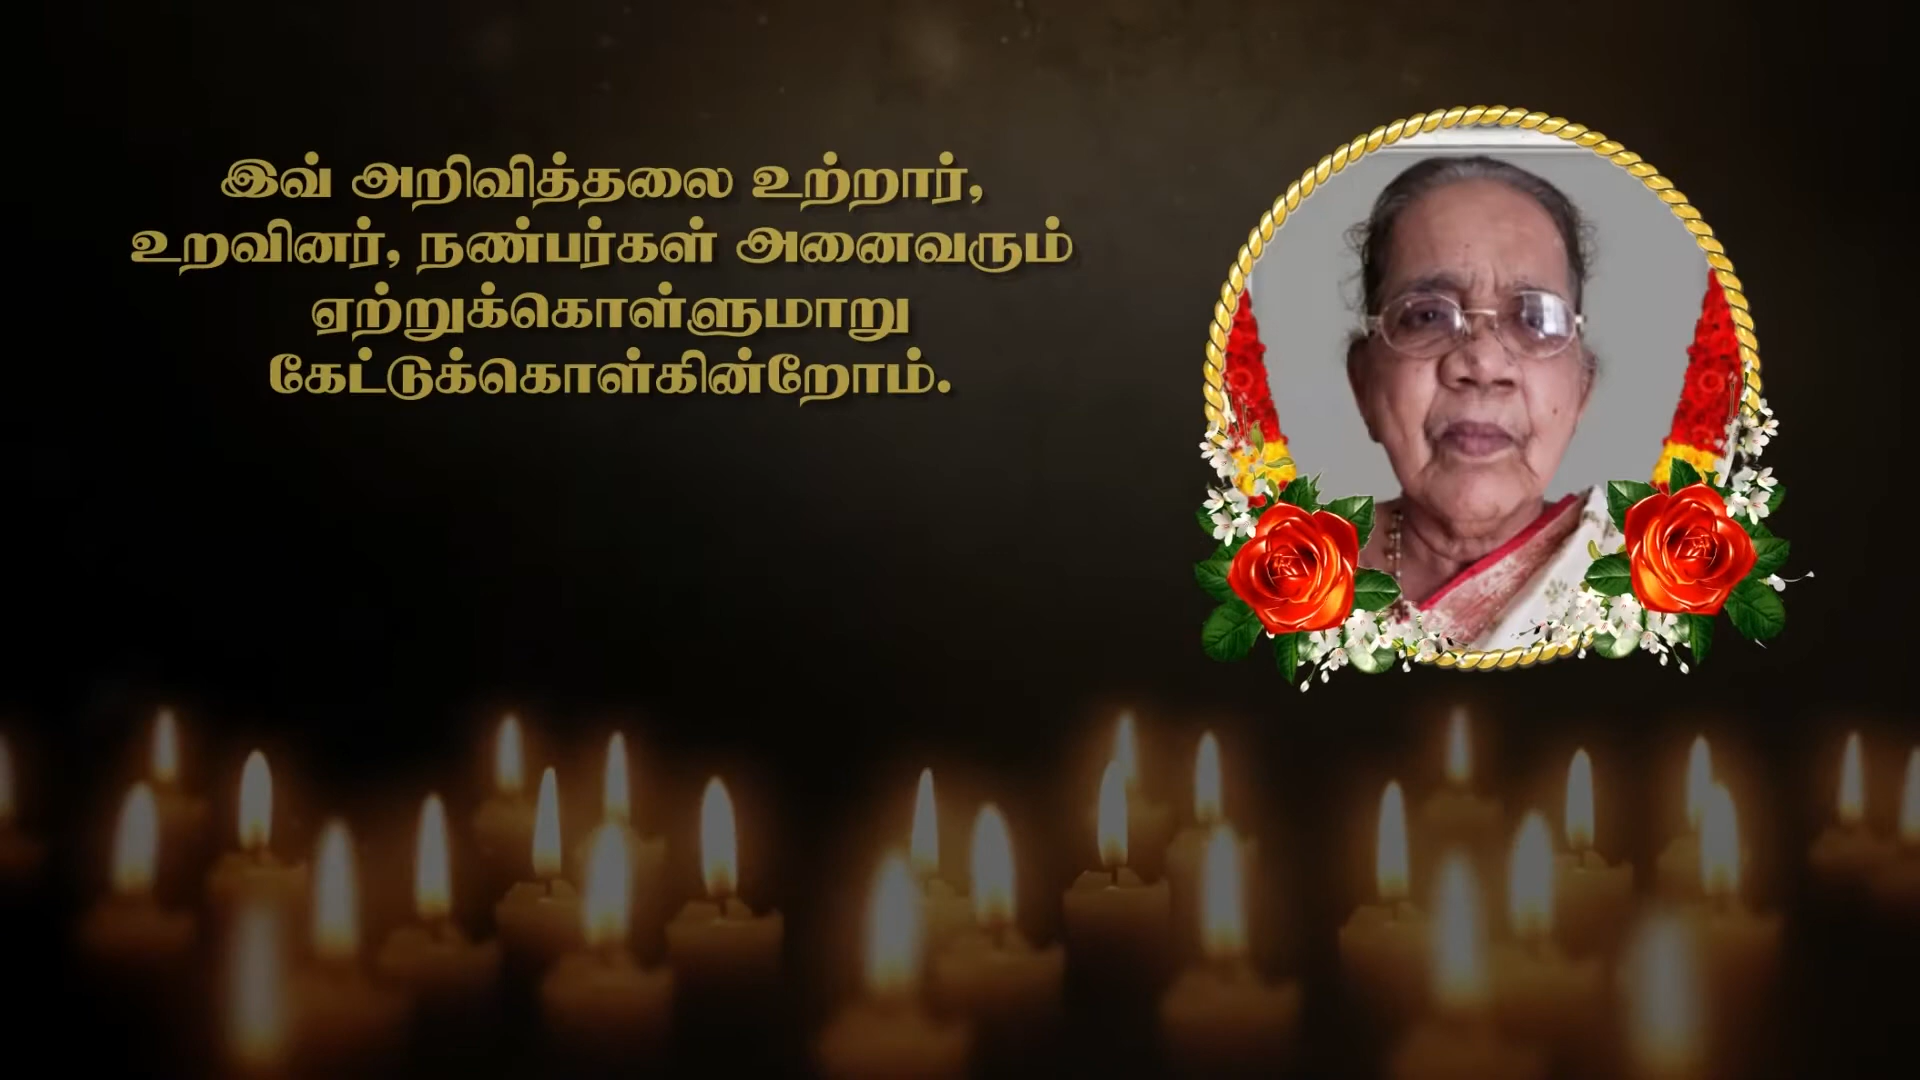 இவ் அறிவித்தலை உற்றார்,
உறவினர், நண்பர்கள் அனைவரும்
ஏற்றுக்கொள்ளுமாறு
கேட்டுக்கொள்கின்றோம்.